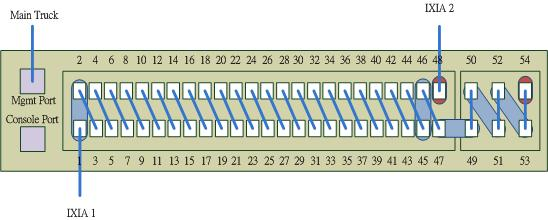 Main Truck
IXIA 2
2 4 6 8 10 12 14 16 18 20 22 24 26 28 30 32 34 36 38 40 42 44 46 48 50 52 54
Mgmt Port
Console Port
1 3 5 7 9 11 13 15 17 19 21 23 25 27 29 31 33 35 37 39 41 43 45 47 49 51 53
IXIA 1